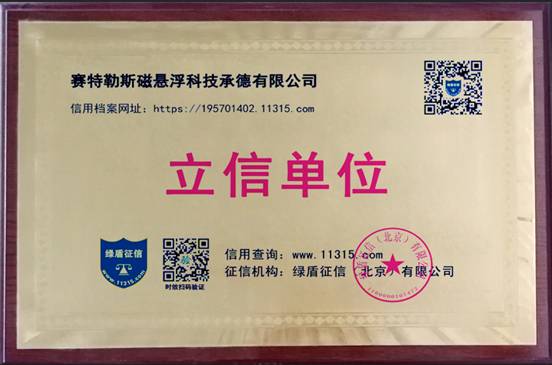 赛特勒斯磁悬浮科技承德有限公司
信用档案网址：https://195701402.11315.com
立信单位
绿盾征信
www.11315.com
时效扫码验证
信用查询：www.11315.com
征信机构：绿盾征信（北京）有限公司